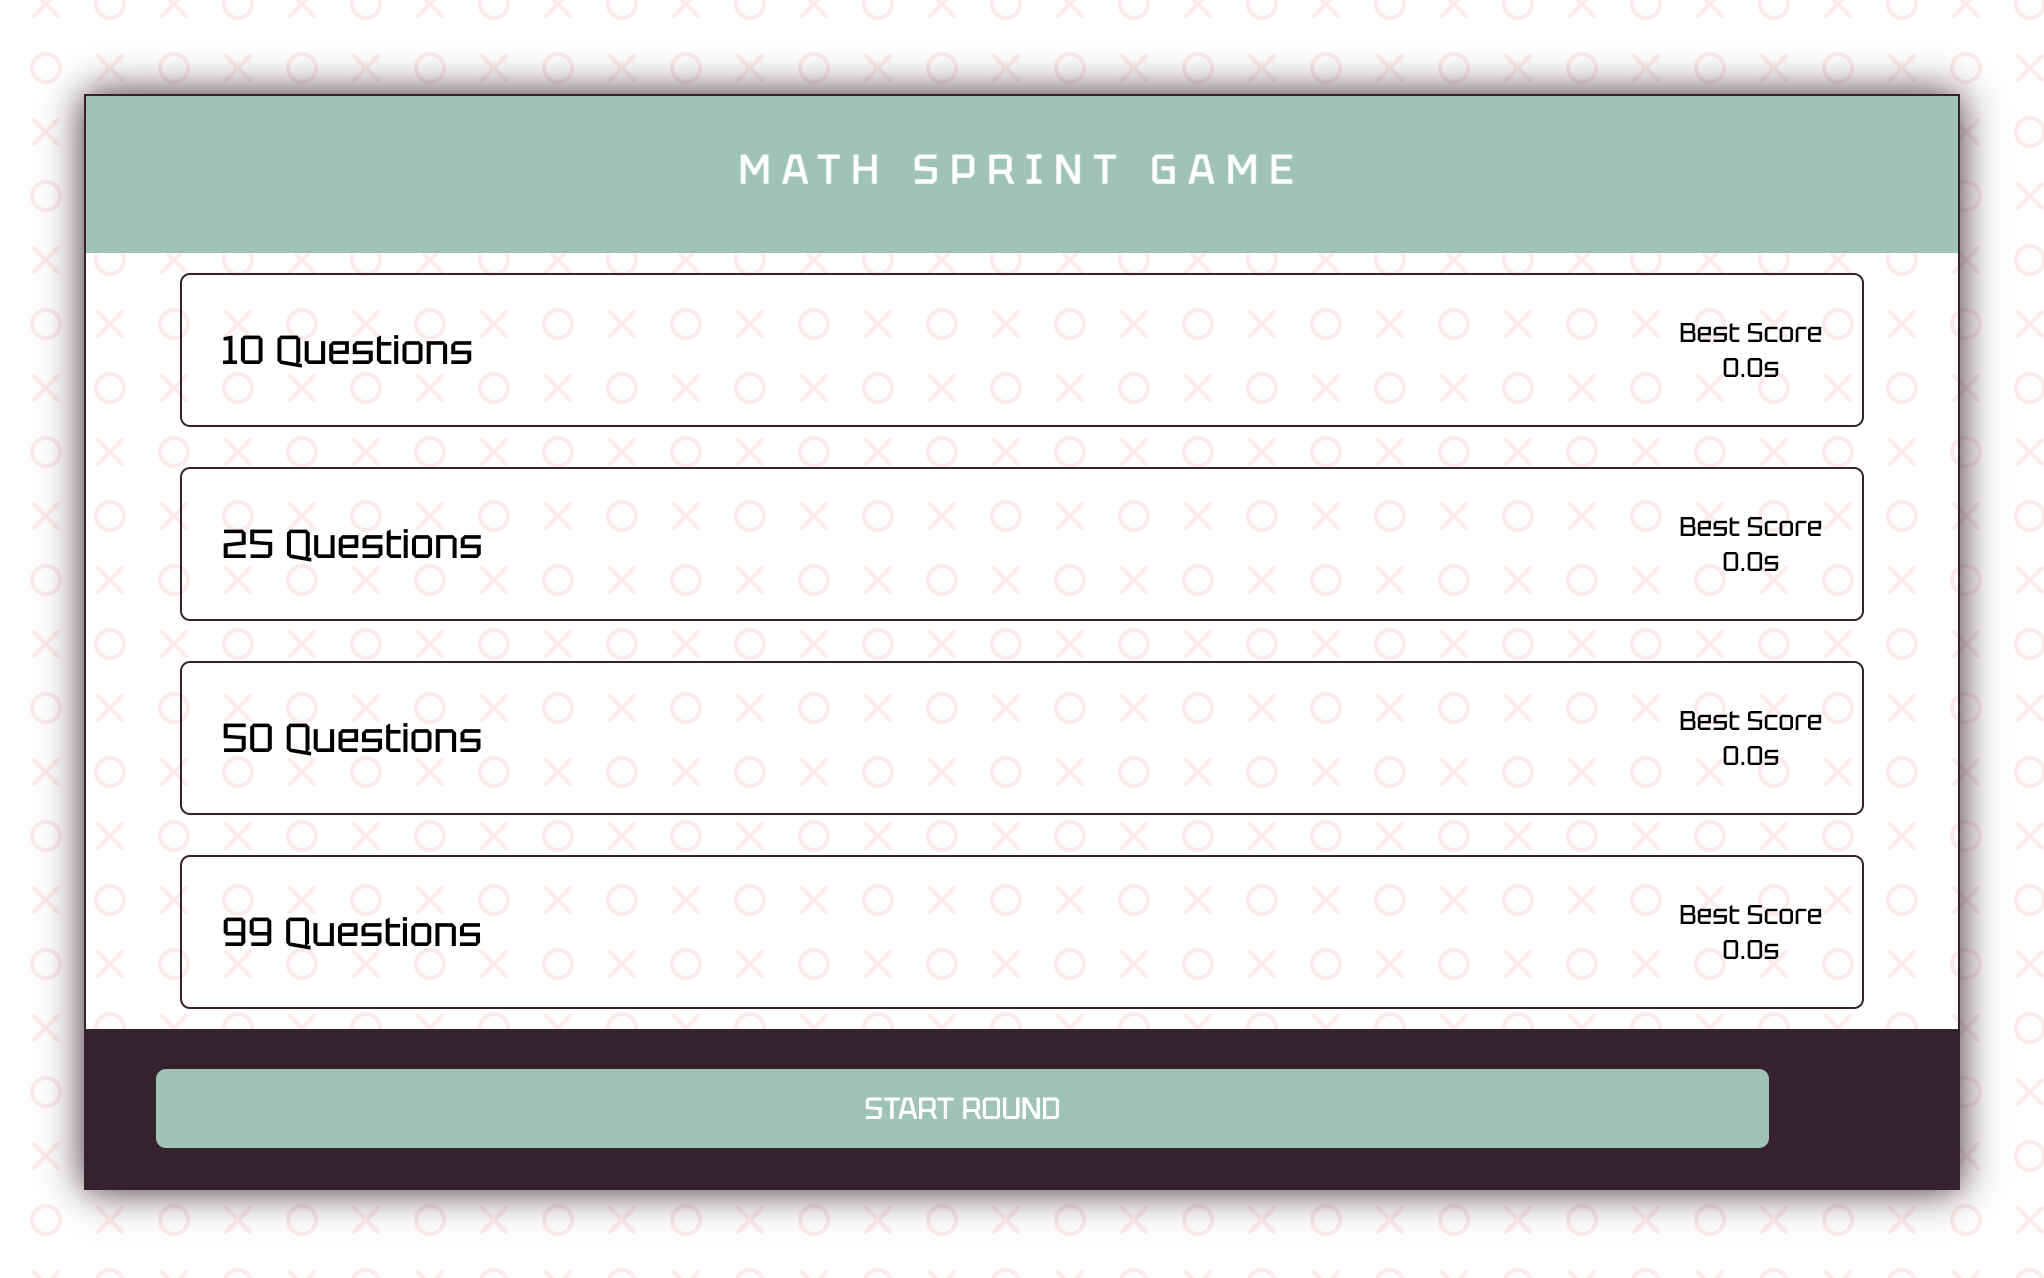 MATH SPRINT GAME
10 Questions
Best Score
0.0s
25 Questions
Best Score
0.0s
50 Questions
Best Score
0.0s
99 Questions
Best Score
0.0s
START ROUND